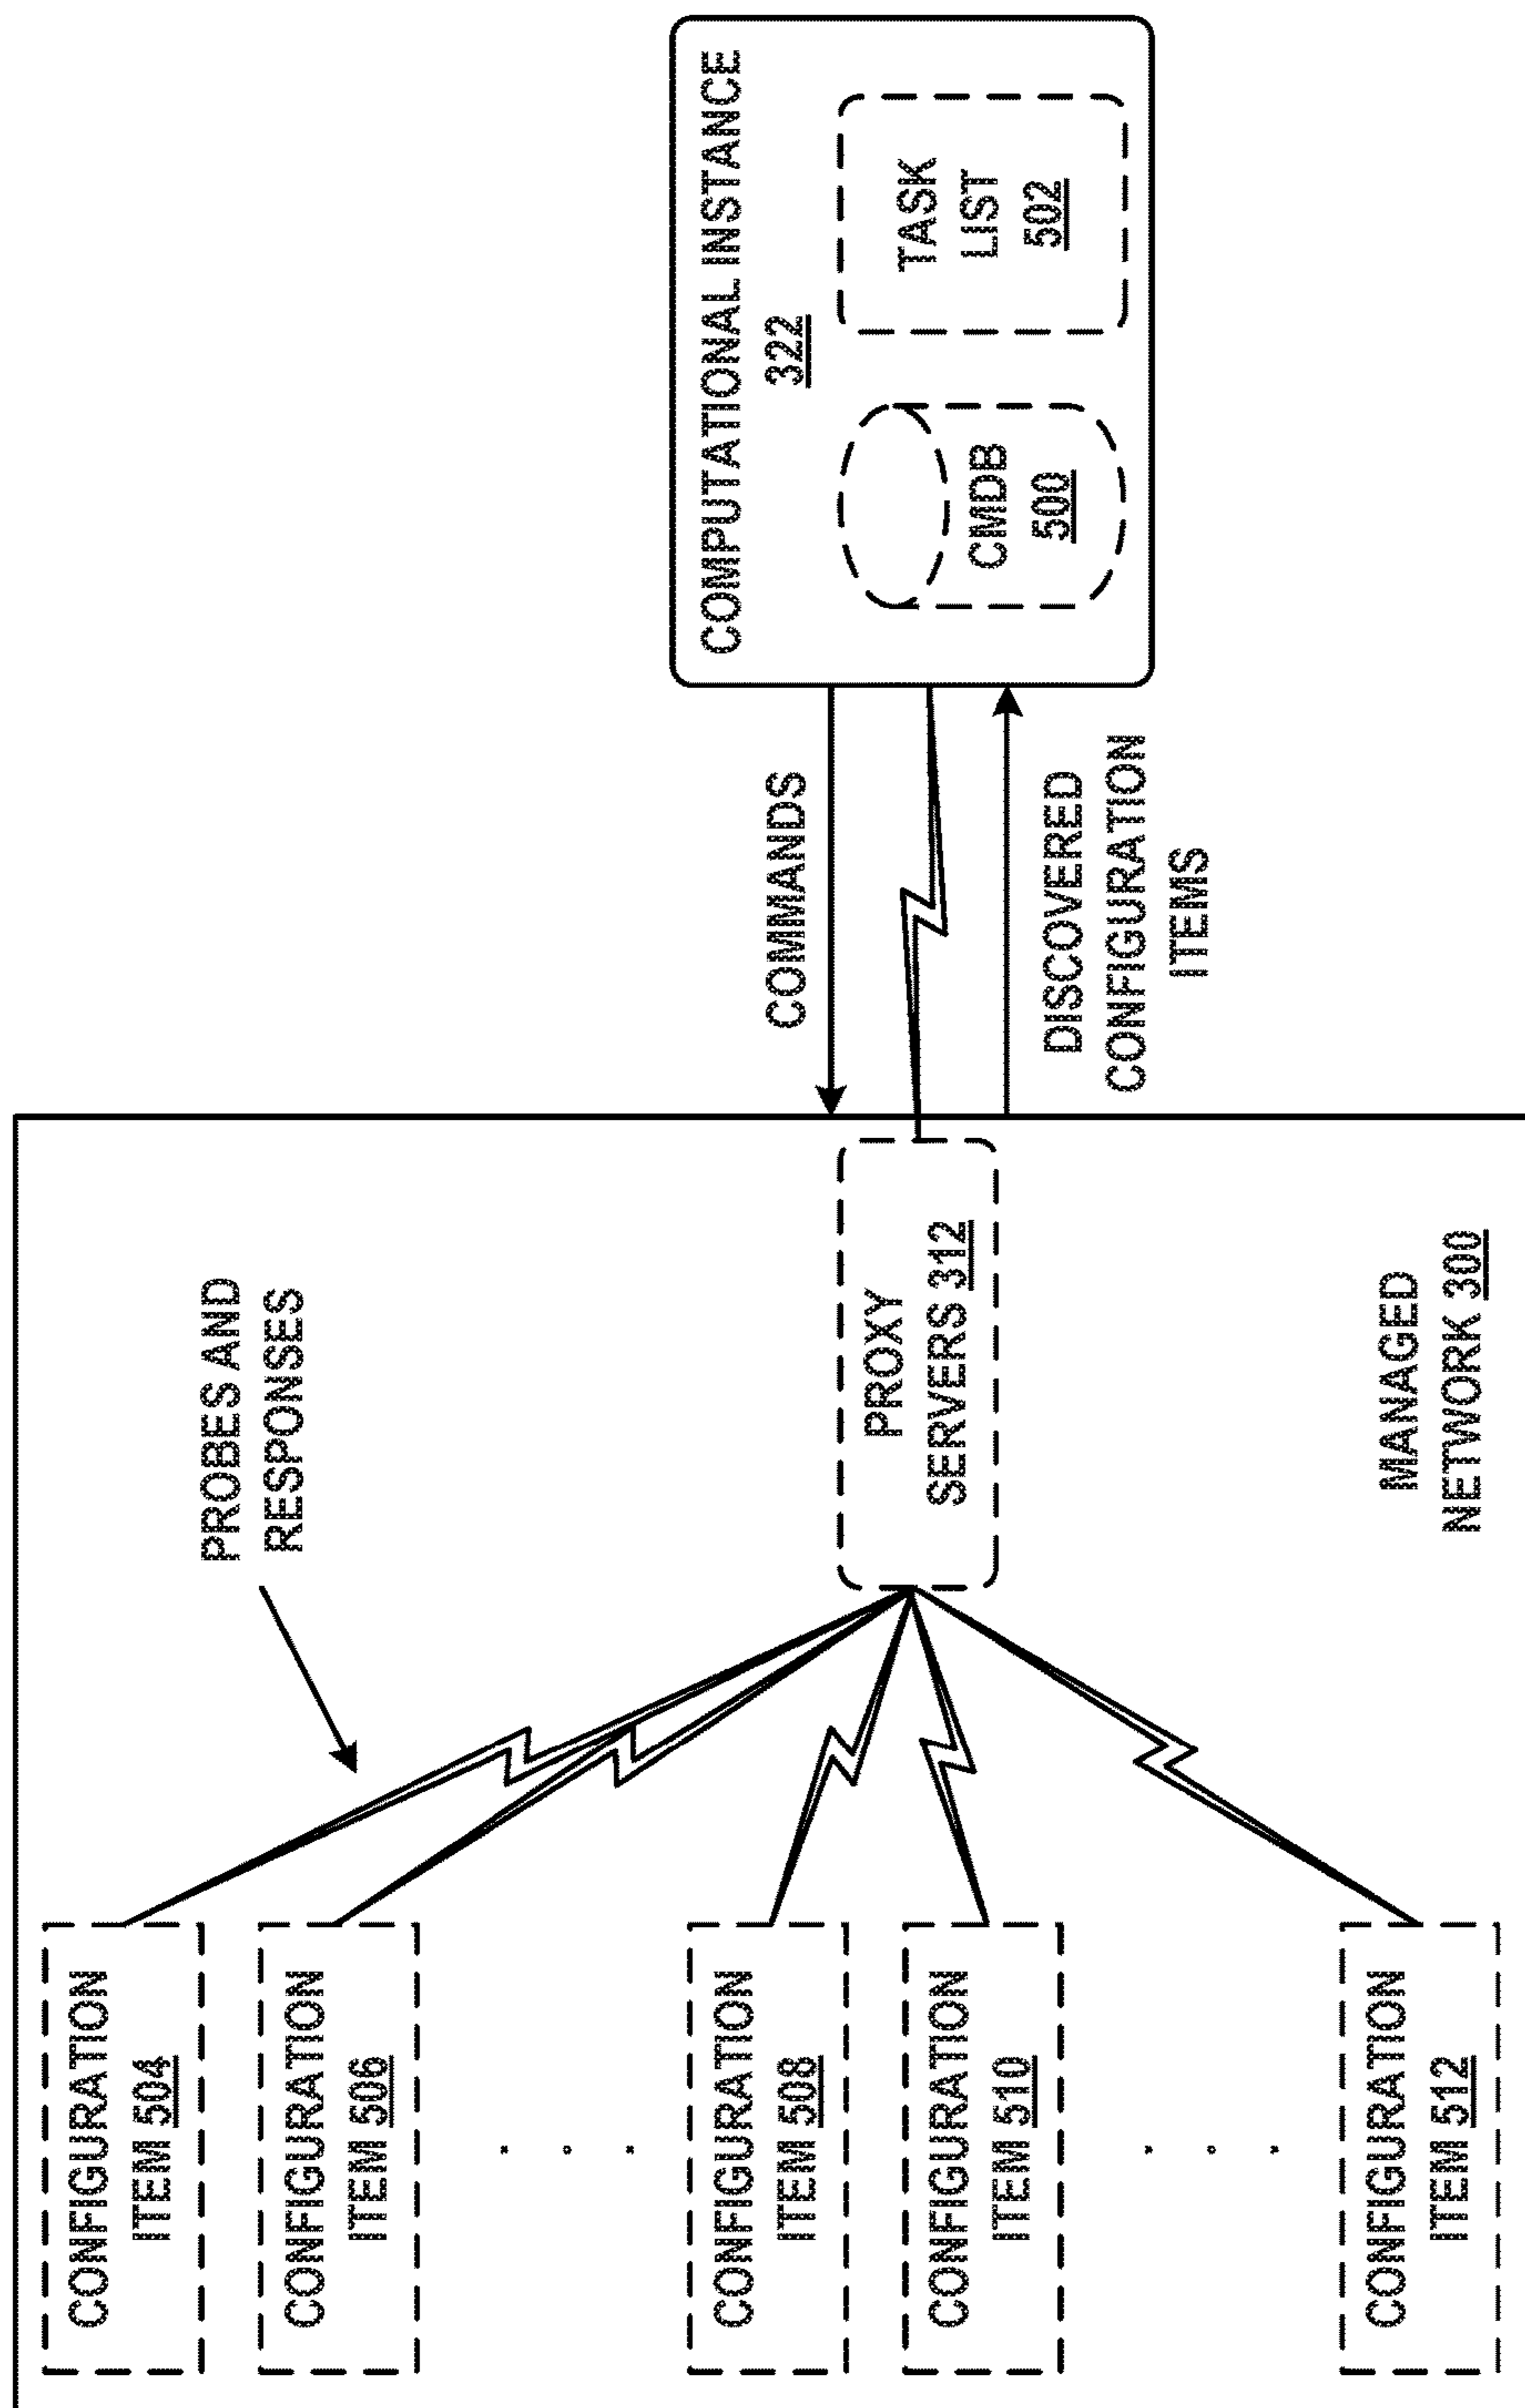 COMPUTATIONAL INSTANCE
322
CMDB
500
TASK
LIST
502
COMMANDS
DISCOVERED
CONFIGURATION
ITEMS
PROBES AND
RESPONSES
PROXY
SERVERS 312
MANAGED
NETWORK 300
CONFIGURATION
ITEM 504
CONFIGURATION
ITEM 506
CONFIGURATION
ITEM 508
CONFIGURATION
ITEM 510
CONFIGURATION
ITEM 512